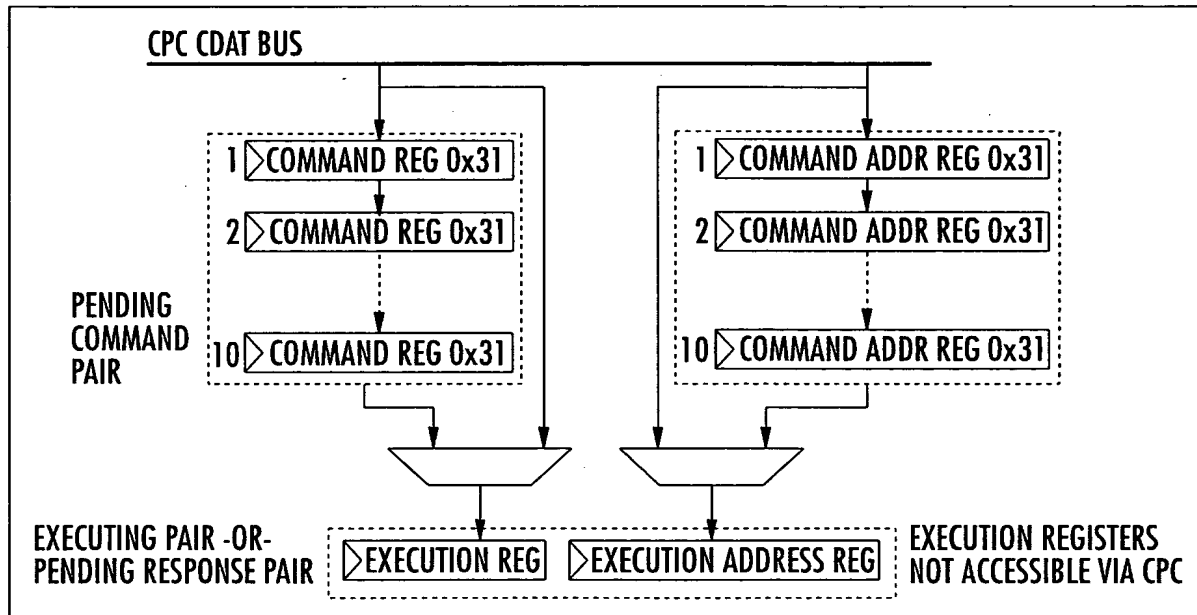 CPC CDAT BUS
1 COMMAND REG 0x31
2 COMMAND REG 0x31
10 COMMAND REG 0x31
1 COMMAND ADDR REG 0x31
2 COMMAND ADDR REG 0x31
10 COMMAND ADDR REG 0x31
PENDING
COMMAND
PAIR
EXECUTING PAIR -OR-
PENDING RESPONSE PAIR
EXECUTION REG
EXECUTION ADDRESS REG
EXECUTION REGISTERS
NOT ACCESSIBLE VIA CPC